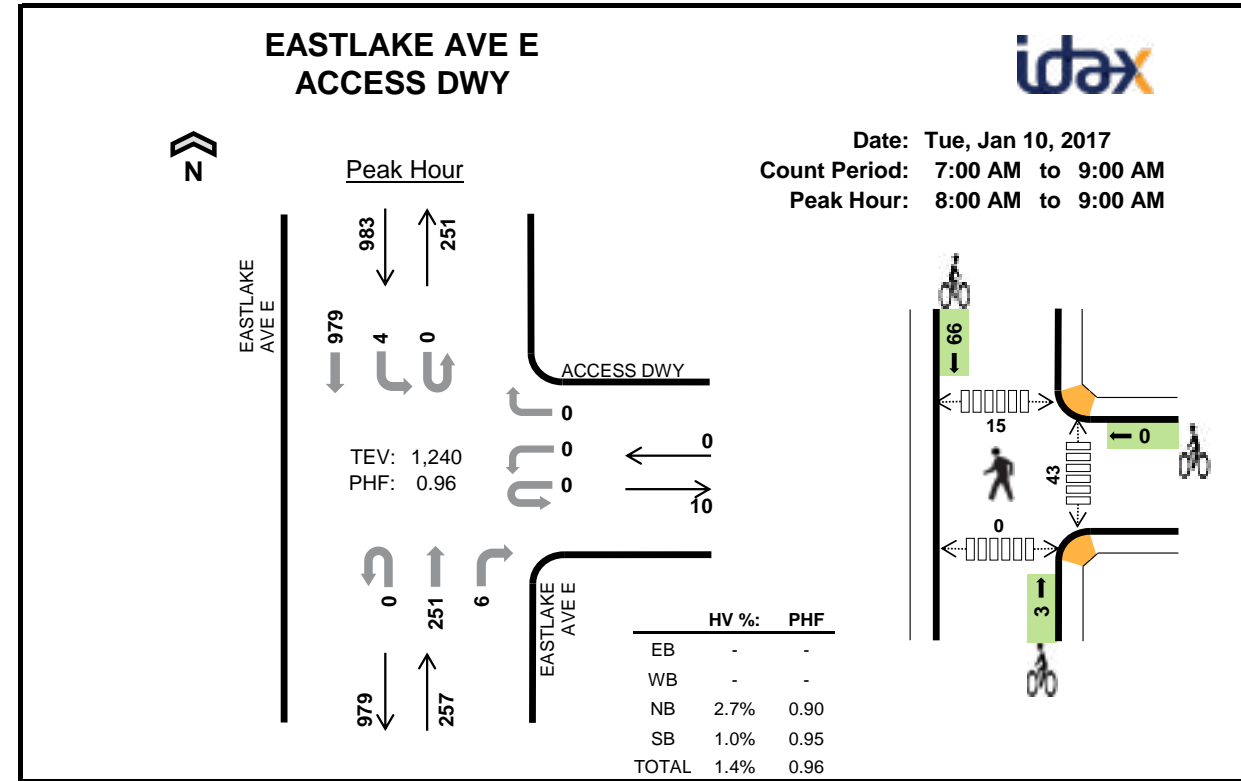 EASTLAKE AVE E
ACCESS DWY
idax
N
Peak Hour
Date: Tue, Jan 10, 2017
Count Period: 7:00 AM to 9:00 AM
Peak Hour: 8:00 AM to 9:00 AM
983
251
EASTLAKE
AVE E
979
4
0
ACCESS DWY
0
0
0
0
10
TEV: 1,240
PHF: 0.96
0
251
6
EASTLAKE
AVE E
979
257
HV %: PHF
EB - -
WB - -
NB 2.7% 0.90
SB 1.0% 0.95
TOTAL 1.4% 0.96
66
15
0
43
0
3